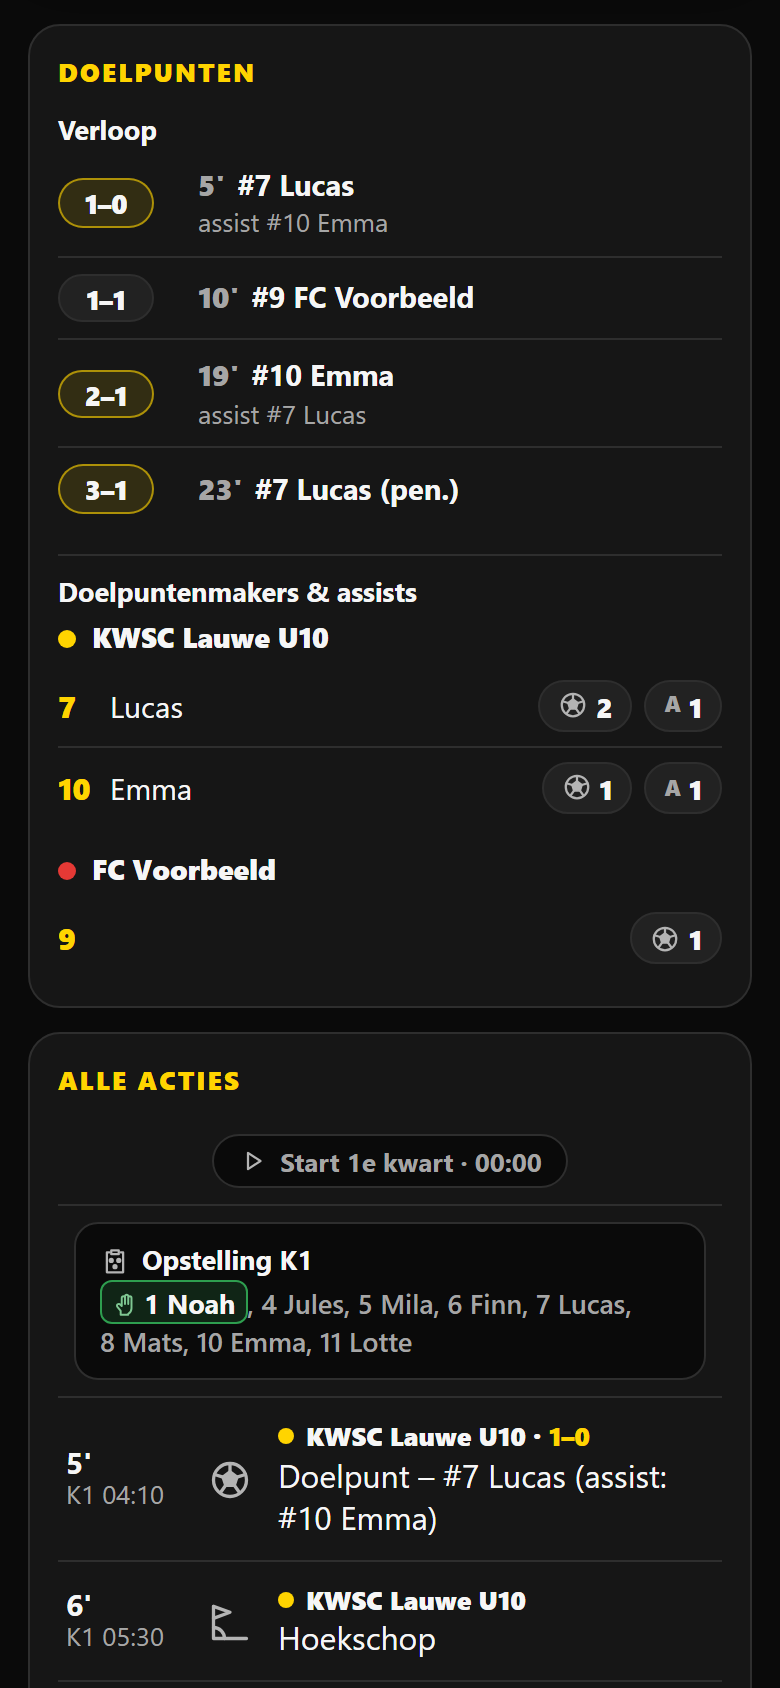 DOELPUNTEN
Verloop
1–0 5' #7 Lucas
assist #10 Emma
1–1 10' #9 FC Voorbeeld
2–1 19' #10 Emma
assist #7 Lucas
3–1 23' #7 Lucas (pen.)
Doelpuntenmakers & assists
KWSC Lauwe U10
7 Lucas 2 A 1
10 Emma 1 A 1
FC Voorbeeld
9 1
ALLE ACTIES
Start 1e kwart · 00:00
Opstelling K1
1 Noah, 4 Jules, 5 Mila, 6 Finn, 7 Lucas,
8 Mats, 10 Emma, 11 Lotte
KWSC Lauwe U10 · 1–0
5'
K1 04:10
Doelpunt – #7 Lucas (assist:
#10 Emma)
KWSC Lauwe U10
6'
K1 05:30
Hoekschop